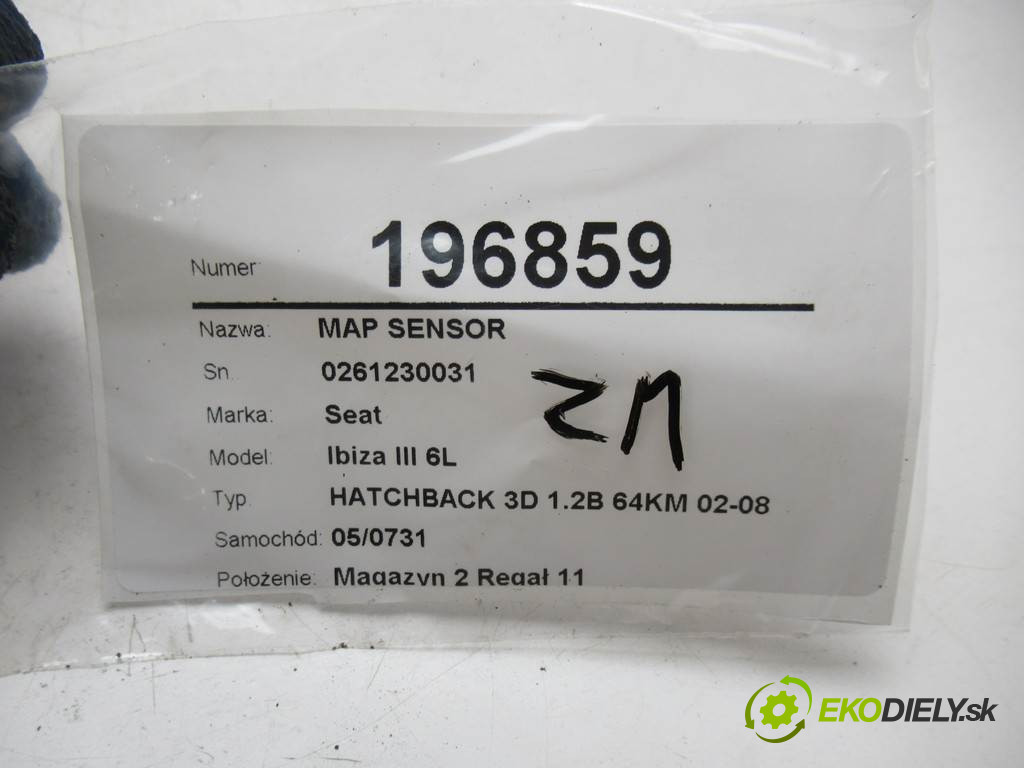 Numer: 196859
Nazwa: MAP SENSOR
Sn.: 0261230031
Marka: Seat
Model: Ibiza III 6L
Typ: HATCHBACK 3D 1.2B 64KM 02-08
Samochód: 05/0731
Położenie: Magazyn 2 Regał 11
ZM
EKODIELY.sk